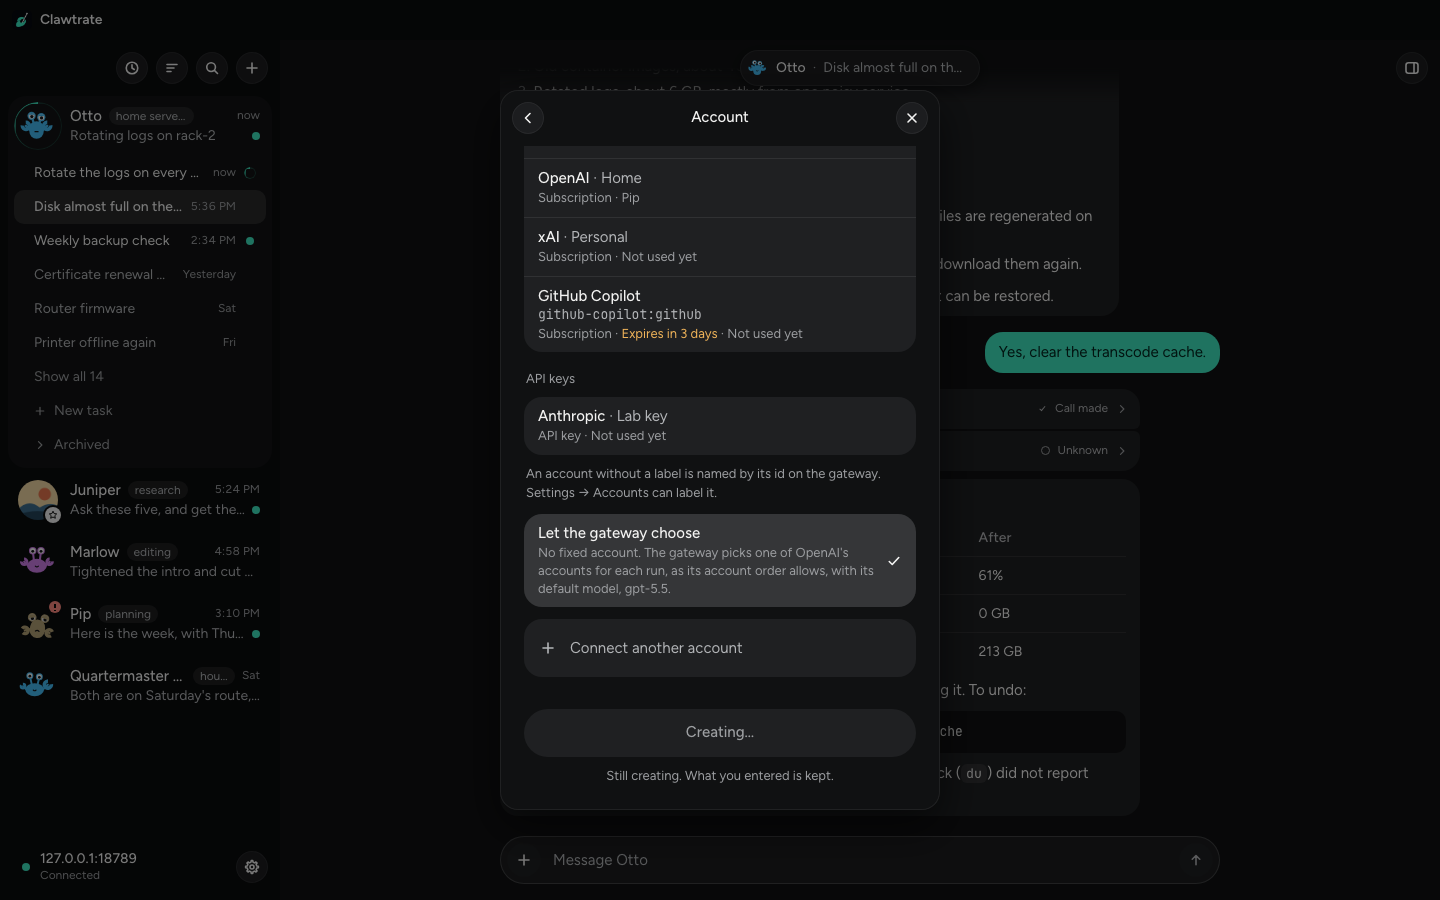 Clawtrate
Otto
home serve...
now
Rotating logs on rack-2
Rotate the logs on every ...
now
Disk almost full on the...
5:36 PM
Weekly backup check
2:34 PM
Certificate renewal ...
Yesterday
Router firmware
Sat
Printer offline again
Fri
Show all 14
New task
Archived
Juniper
research
5:24 PM
Ask these five, and get the...
Marlow
editing
4:58 PM
Tightened the intro and cut ...
Pip
planning
3:10 PM
Here is the week, with Thu...
Quartermaster ...
hou...
Sat
Both are on Saturday's route,...
127.0.0.1:18789
Connected
Otto · Disk almost full on th...
Account
OpenAI · Home
Subscription · Pip
xAI · Personal
Subscription · Not used yet
GitHub Copilot
github-copilot:github
Subscription · Expires in 3 days · Not used yet
API keys
Anthropic · Lab key
API key · Not used yet
An account without a label is named by its id on the gateway.
Settings → Accounts can label it.
Let the gateway choose
No fixed account. The gateway picks one of OpenAI's
accounts for each run, as its account order allows, with its
default model, gpt-5.5.
Connect another account
Creating...
Still creating. What you entered is kept.
iles are regenerated on
download them again.
can be restored.
Yes, clear the transcode cache.
Call made
Unknown
After
61%
0 GB
213 GB
g it. To undo:
che
ck ( du ) did not report
Message Otto